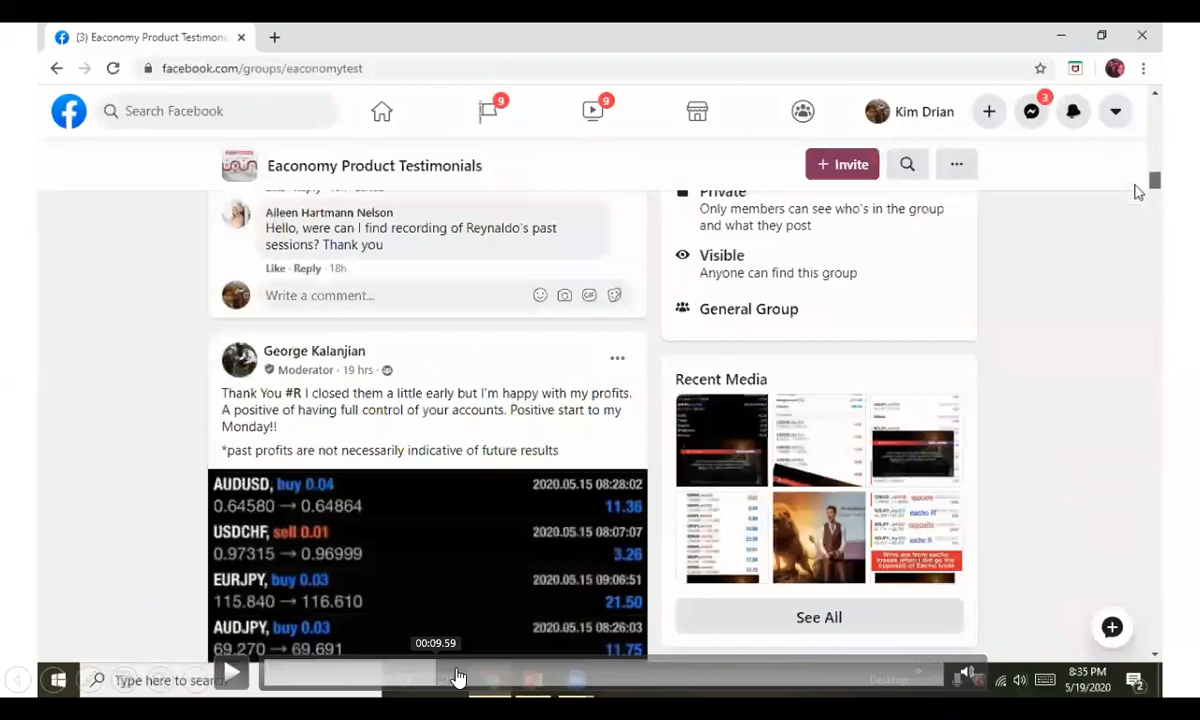 (3) Eaconomy Product Testimoni
facebook.com/groups/eaconomytest
Search Facebook
9
9
Kim Drian
3
Eaconomy Product Testimonials
+ Invite
Aileen Hartmann Nelson
Hello, were can I find recording of Reynaldo's past
sessions? Thank you
Like · Reply · 18h
Write a comment...
GIF
George Kalanjian
Moderator · 19 hrs ·
Thank You #R I closed them a little early but I'm happy with my profits.
A positive of having full control of your accounts. Positive start to my
Monday!!
*past profits are not necessarily indicative of future results
AUDUSD, buy 0.04 2020.05.15 08:28:02
0.64580 → 0.64864 11.36
USDCHF, sell 0.01 2020.05.15 08:07:07
0.97315 → 0.96999 3.26
EURJPY, buy 0.03 2020.05.15 09:06:51
115.840 → 116.610 21.50
AUDJPY, buy 0.03 2020.05.15 08:26:03
69.270 → 69.691 11.75
Private
Only members can see who's in the group
and what they post
Visible
Anyone can find this group
General Group
Recent Media
See All
00:09.59
Type here to search
Desktop
8:35 PM
5/19/2020
2